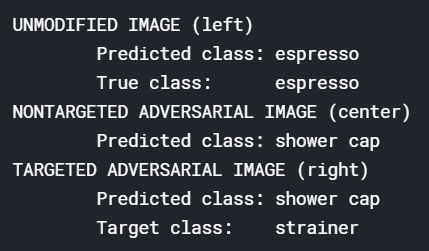 UNMODIFIED IMAGE (left)
Predicted class: espresso
True class: espresso
NONTARGETED ADVERSARIAL IMAGE (center)
Predicted class: shower cap
TARGETED ADVERSARIAL IMAGE (right)
Predicted class: shower cap
Target class: strainer